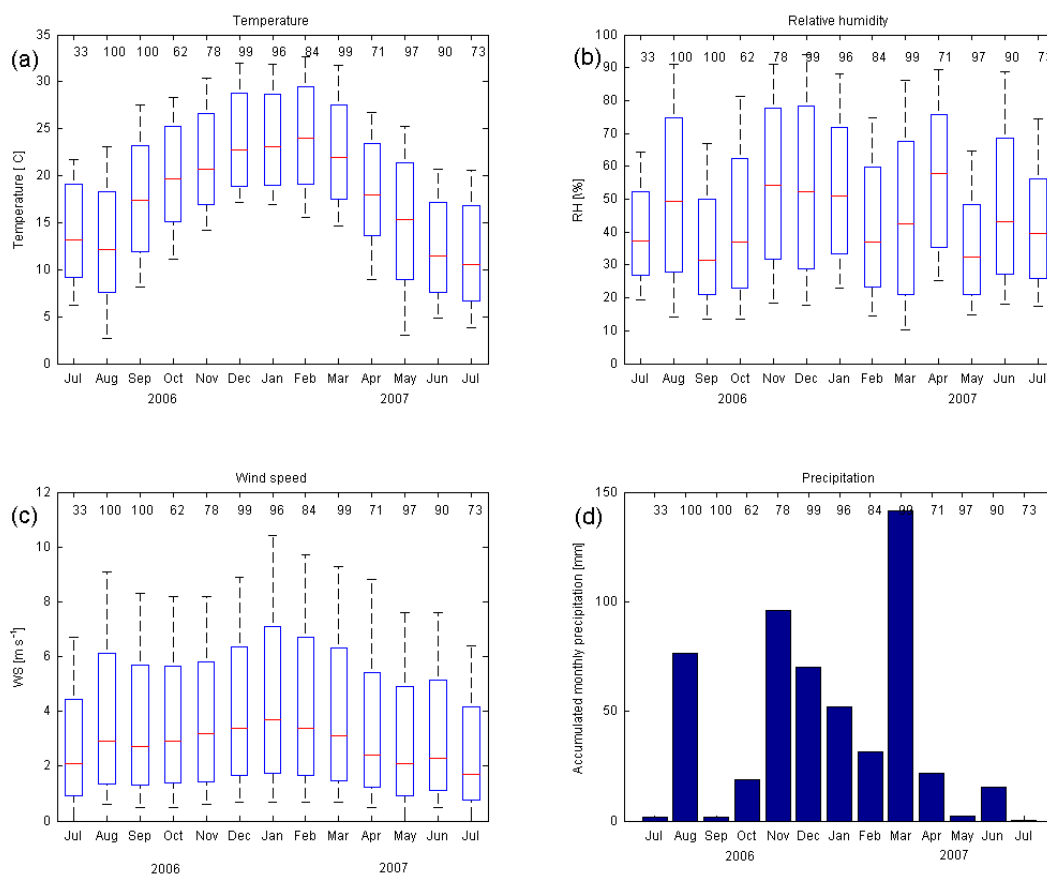 Temperature
(a)
33 100 100 62 78 99 96 84 99 71 97 90 73
35
30
25
20
15
10
5
0
Temperature [ C]
Jul Aug Sep Oct Nov Dec Jan Feb Mar Apr May Jun Jul
2006 2007
Relative humidity
(b)
33 100 100 62 78 99 96 84 99 71 97 90 73
100
90
80
70
60
50
40
30
20
10
0
RH [\%]
Jul Aug Sep Oct Nov Dec Jan Feb Mar Apr May Jun Jul
2006 2007
Wind speed
(c)
33 100 100 62 78 99 96 84 99 71 97 90 73
12
10
8
6
4
2
0
WS [m s⁻¹]
Jul Aug Sep Oct Nov Dec Jan Feb Mar Apr May Jun Jul
2006 2007
Precipitation
(d)
33 100 100 62 78 99 96 84 99 71 97 90 73
150
100
50
0
Accumulated monthly precipitation [mm]
Jul Aug Sep Oct Nov Dec Jan Feb Mar Apr May Jun Jul
2006 2007